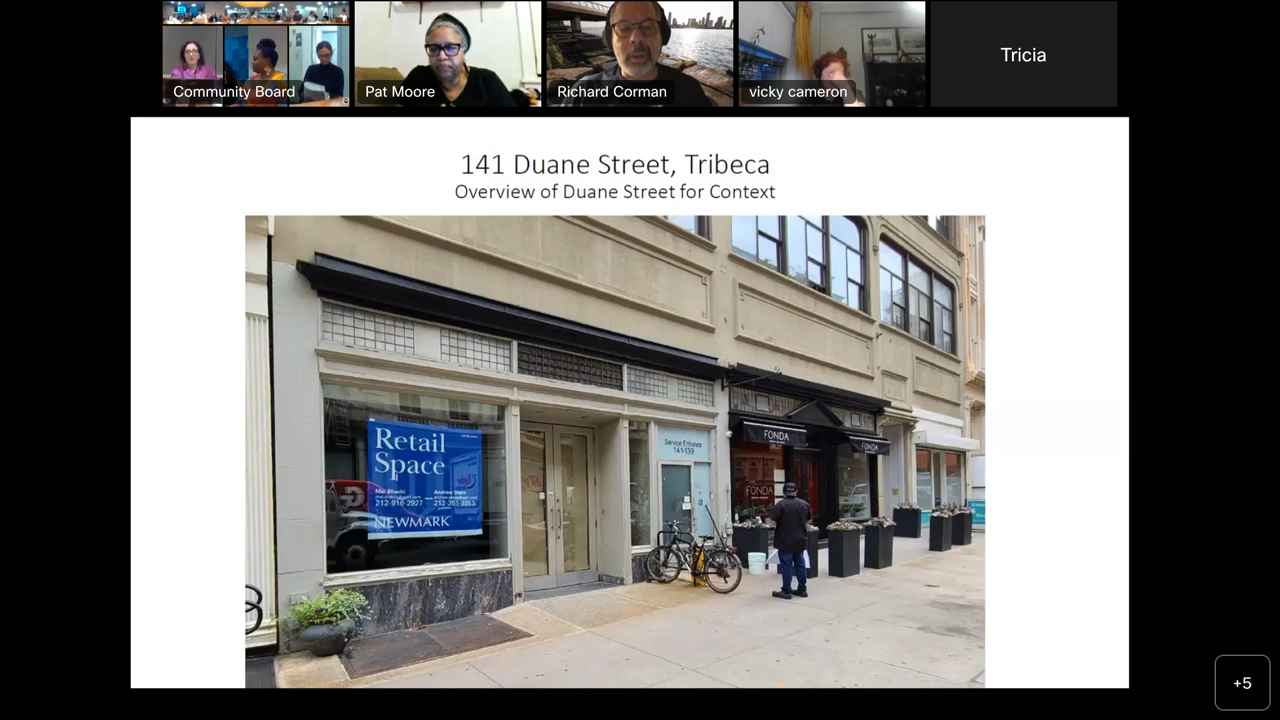 Community Board
Pat Moore
Richard Corman
vicky cameron
Tricia
141 Duane Street, Tribeca
Overview of Duane Street for Context
Retail
Space
NEWMARK
Service Entrance
141-139
FONDA
FONDA
FONDA
+5